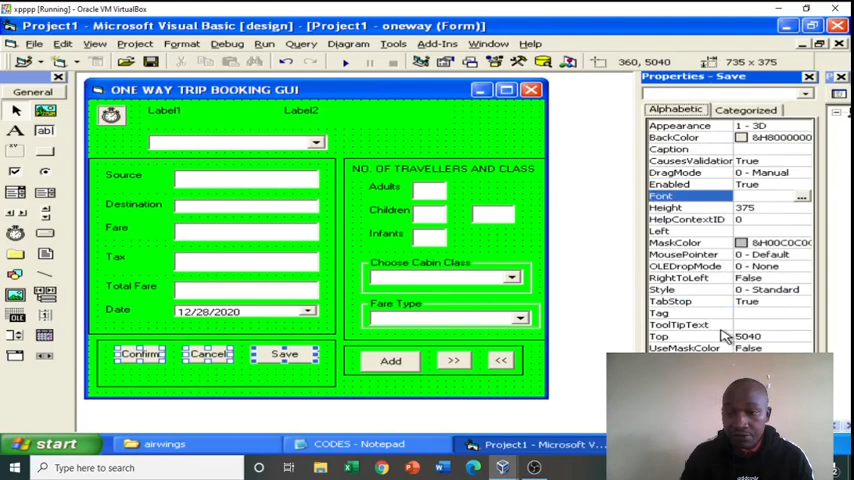 xpppp [Running] - Oracle VM VirtualBox
Project1 - Microsoft Visual Basic [design] - [Project1 - oneway (Form)]
File Edit View Project Format Debug Run Query Diagram Tools Add-Ins Window Help
360, 5040
735 x 375
General
ONE WAY TRIP BOOKING GUI
Label1
Label2
Source
Destination
Fare
Tax
Total Fare
Date
12/28/2020
NO. OF TRAVELLERS AND CLASS
Adults
Children
Infants
Choose Cabin Class
Fare Type
Confirm
Cancel
Save
Add
>>
<<
Properties - Save
Alphabetic
Categorized
Appearance 1 - 3D
BackColor &H8000000
Caption
CausesValidation True
DragMode 0 - Manual
Enabled True
Font ...
Height 375
HelpContextID 0
Left
MaskColor &H00C0C0
MousePointer 0 - Default
OLEDropMode 0 - None
RightToLeft False
Style 0 - Standard
TabStop True
Tag
ToolTipText
Top 5040
UseMaskColor False
start
airwings
CODES - Notepad
Project1 - Microsoft V...
Type here to search